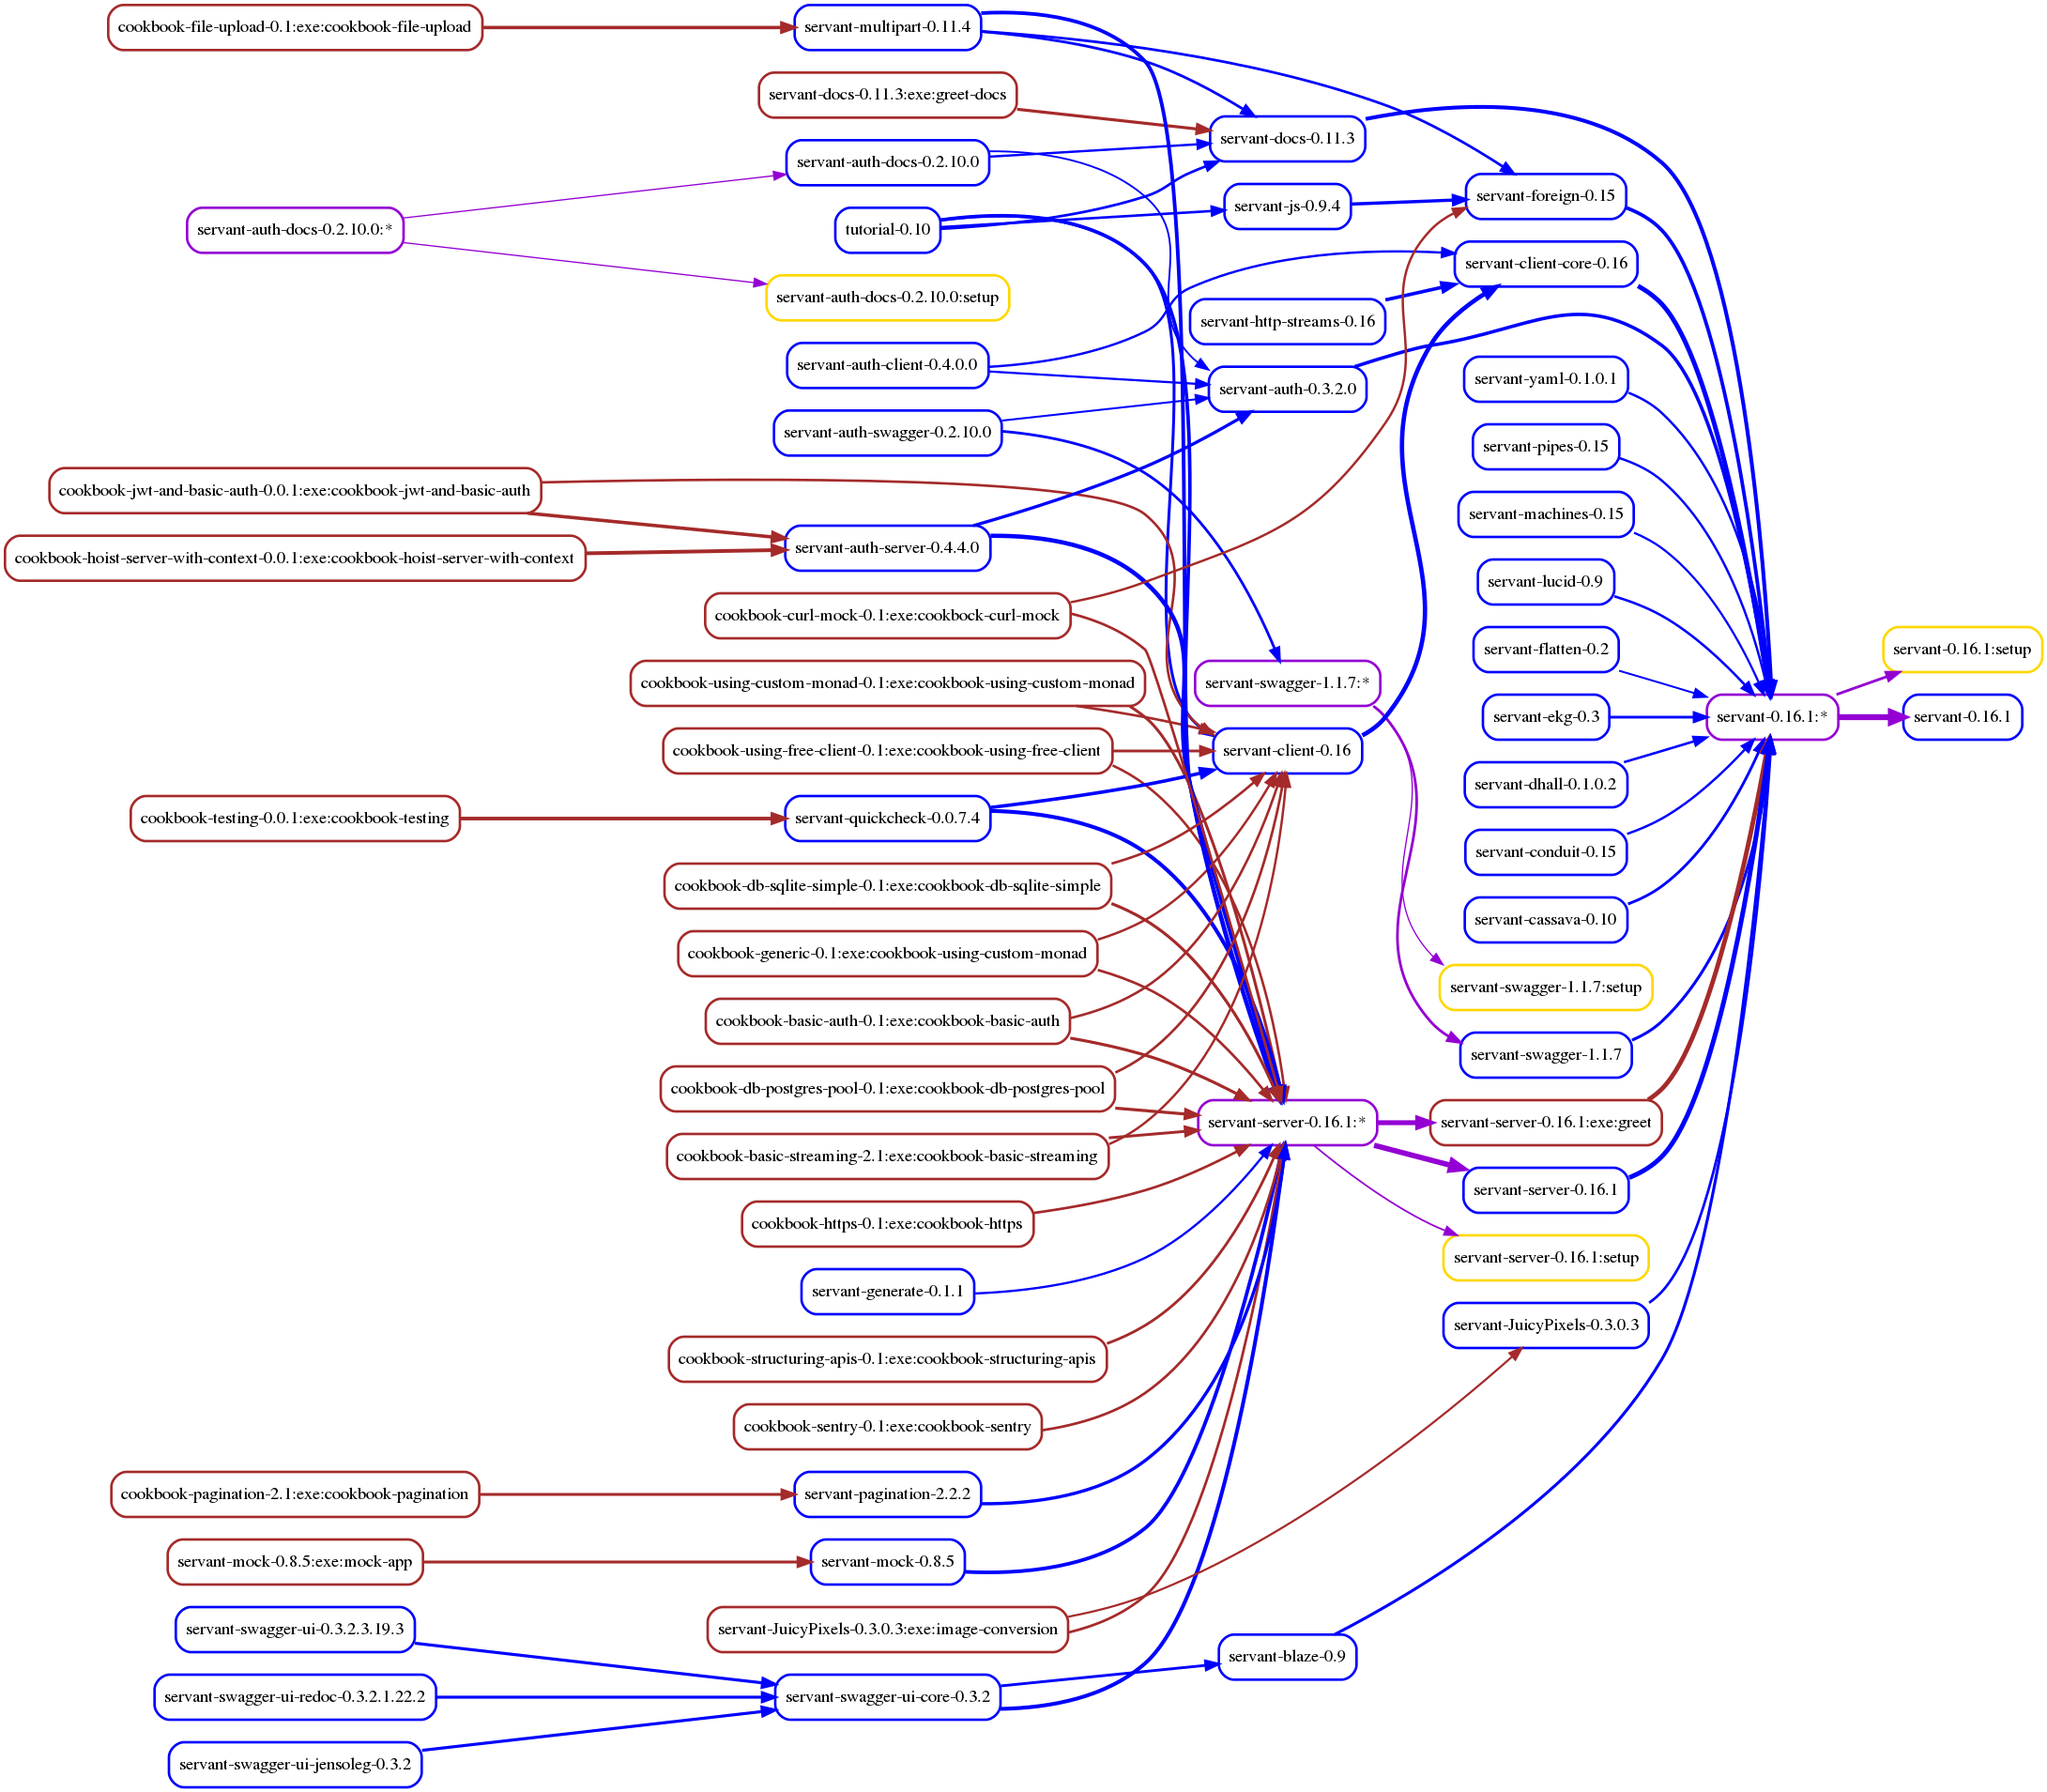 cookbook-file-upload-0.1:exe:cookbook-file-upload
servant-multipart-0.11.4
servant-docs-0.11.3:exe:greet-docs
servant-docs-0.11.3
servant-auth-docs-0.2.10.0
servant-foreign-0.15
servant-js-0.9.4
servant-auth-docs-0.2.10.0:*
tutorial-0.10
servant-client-core-0.16
servant-auth-docs-0.2.10.0:setup
servant-http-streams-0.16
servant-auth-client-0.4.0.0
servant-yaml-0.1.0.1
servant-auth-0.3.2.0
servant-auth-swagger-0.2.10.0
servant-pipes-0.15
cookbook-jwt-and-basic-auth-0.0.1:exe:cookbook-jwt-and-basic-auth
servant-machines-0.15
servant-auth-server-0.4.4.0
cookbook-hoist-server-with-context-0.0.1:exe:cookbook-hoist-server-with-context
servant-lucid-0.9
cookbook-curl-mock-0.1:exe:cookbock-curl-mock
servant-flatten-0.2
servant-0.16.1:setup
cookbook-using-custom-monad-0.1:exe:cookbook-using-custom-monad
servant-swagger-1.1.7:*
servant-ekg-0.3
servant-0.16.1:*
servant-0.16.1
cookbook-using-free-client-0.1:exe:cookbook-using-free-client
servant-client-0.16
servant-dhall-0.1.0.2
cookbook-testing-0.0.1:exe:cookbook-testing
servant-quickcheck-0.0.7.4
servant-conduit-0.15
cookbook-db-sqlite-simple-0.1:exe:cookbook-db-sqlite-simple
servant-cassava-0.10
cookbook-generic-0.1:exe:cookbook-using-custom-monad
servant-swagger-1.1.7:setup
cookbook-basic-auth-0.1:exe:cookbook-basic-auth
servant-swagger-1.1.7
cookbook-db-postgres-pool-0.1:exe:cookbook-db-postgres-pool
servant-server-0.16.1:*
servant-server-0.16.1:exe:greet
cookbook-basic-streaming-2.1:exe:cookbook-basic-streaming
servant-server-0.16.1
cookbook-https-0.1:exe:cookbook-https
servant-server-0.16.1:setup
servant-generate-0.1.1
servant-JuicyPixels-0.3.0.3
cookbook-structuring-apis-0.1:exe:cookbook-structuring-apis
cookbook-sentry-0.1:exe:cookbook-sentry
cookbook-pagination-2.1:exe:cookbook-pagination
servant-pagination-2.2.2
servant-mock-0.8.5:exe:mock-app
servant-mock-0.8.5
servant-swagger-ui-0.3.2.3.19.3
servant-JuicyPixels-0.3.0.3:exe:image-conversion
servant-blaze-0.9
servant-swagger-ui-redoc-0.3.2.1.22.2
servant-swagger-ui-core-0.3.2
servant-swagger-ui-jensoleg-0.3.2